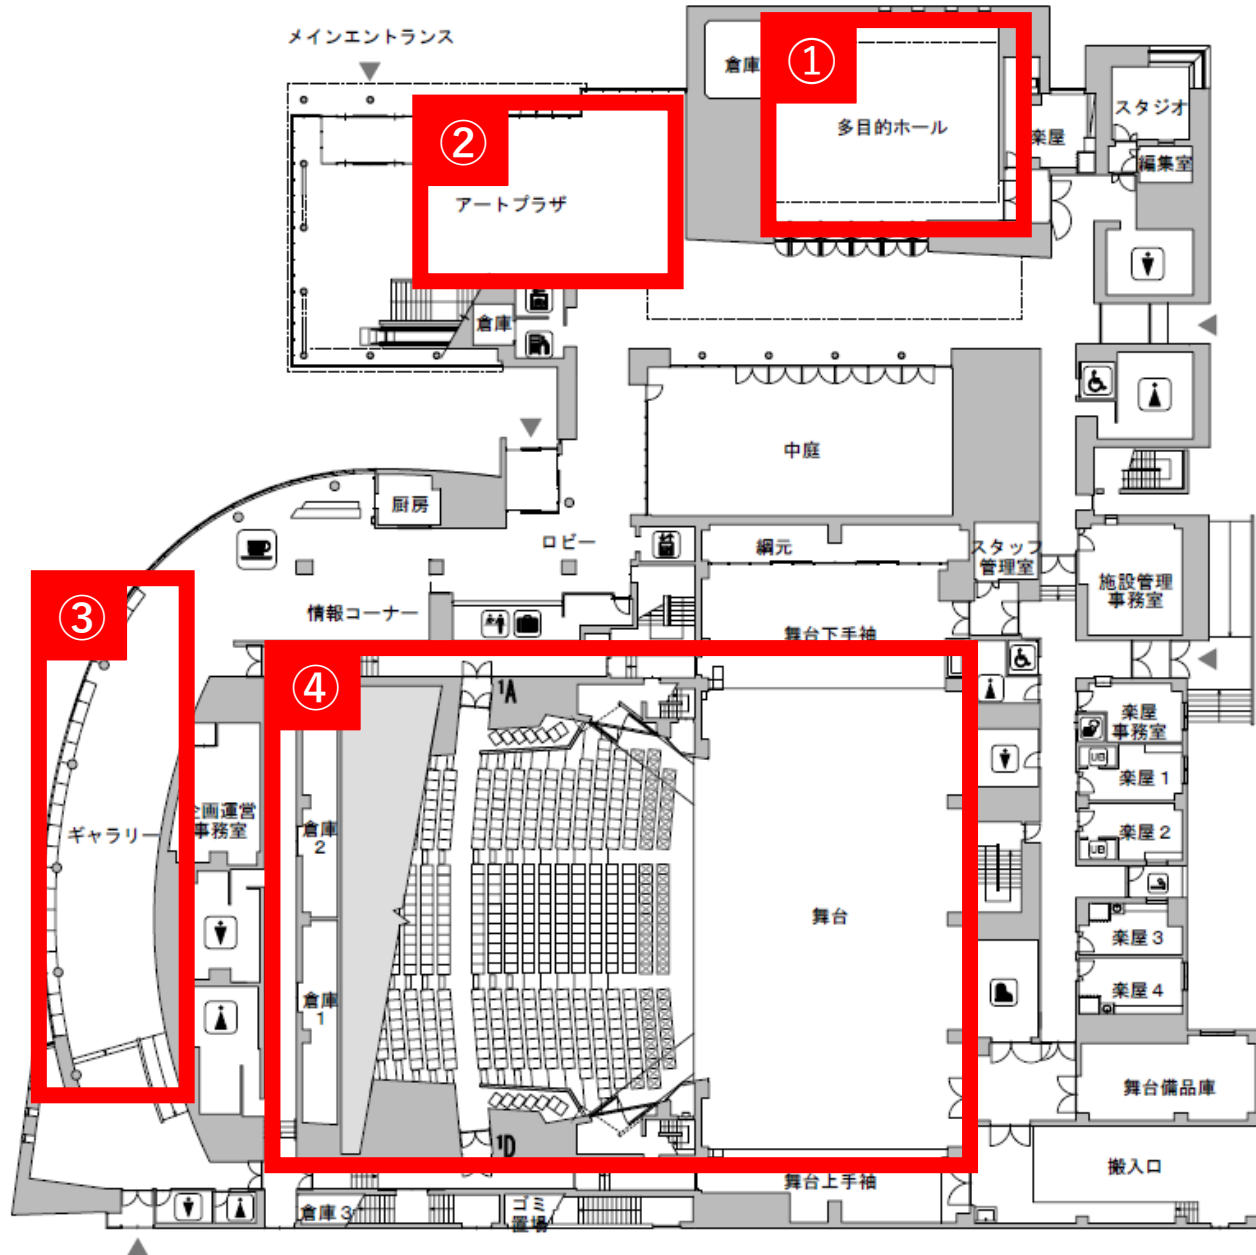 メインエントランス
倉庫
①
多目的ホール
楽屋
スタジオ
編集室
②
アートプラザ
倉庫
中庭
厨房
ロビー
綱元
スタッフ
管理室
施設管理
事務室
情報コーナー
舞台下手袖
③
④
1A
楽屋
事務室
UB
楽屋1
楽屋2
UB
ギャラリー
企画運営
事務室
倉庫
2
舞台
楽屋3
楽屋4
倉庫
1
舞台備品庫
1D
搬入口
舞台上手袖
倉庫3
ゴミ
置場